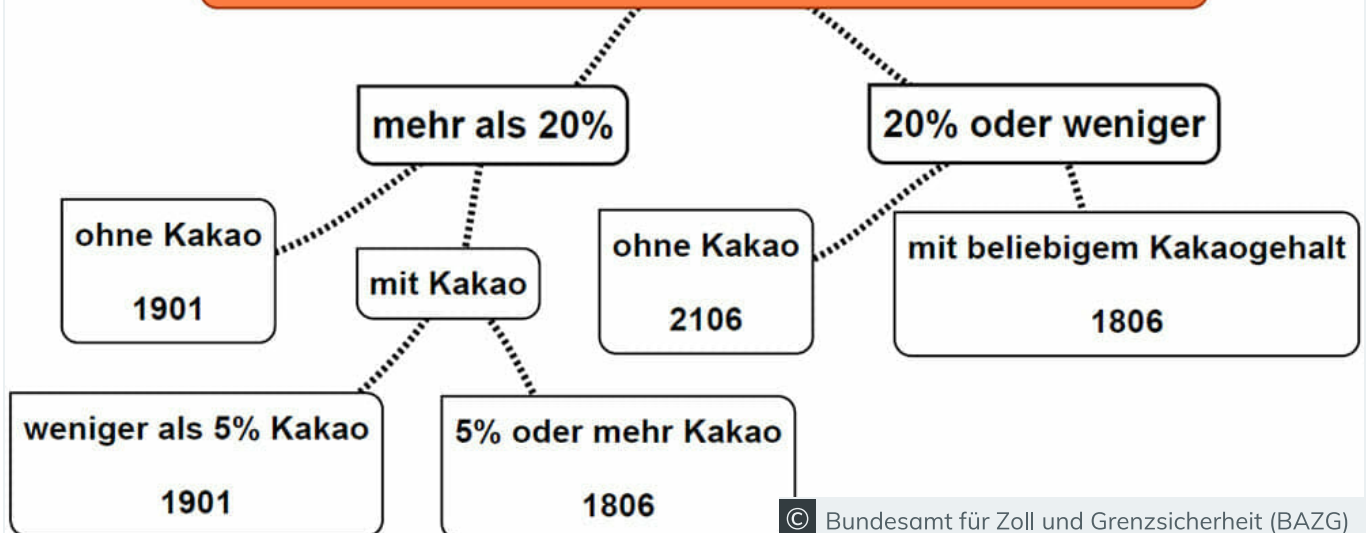 mehr als 20%
20% oder weniger
ohne Kakao
1901
mit Kakao
ohne Kakao
2106
mit beliebigem Kakaogehalt
1806
weniger als 5% Kakao
1901
5% oder mehr Kakao
1806
© Bundesamt für Zoll und Grenzsicherheit (BAZG)